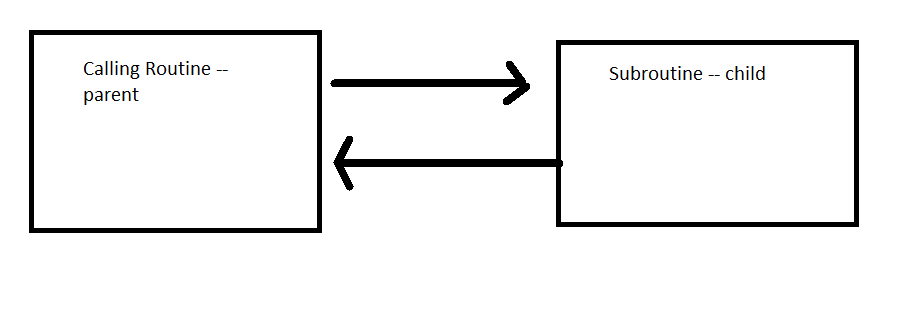 Calling Routine --
parent
Subroutine -- child